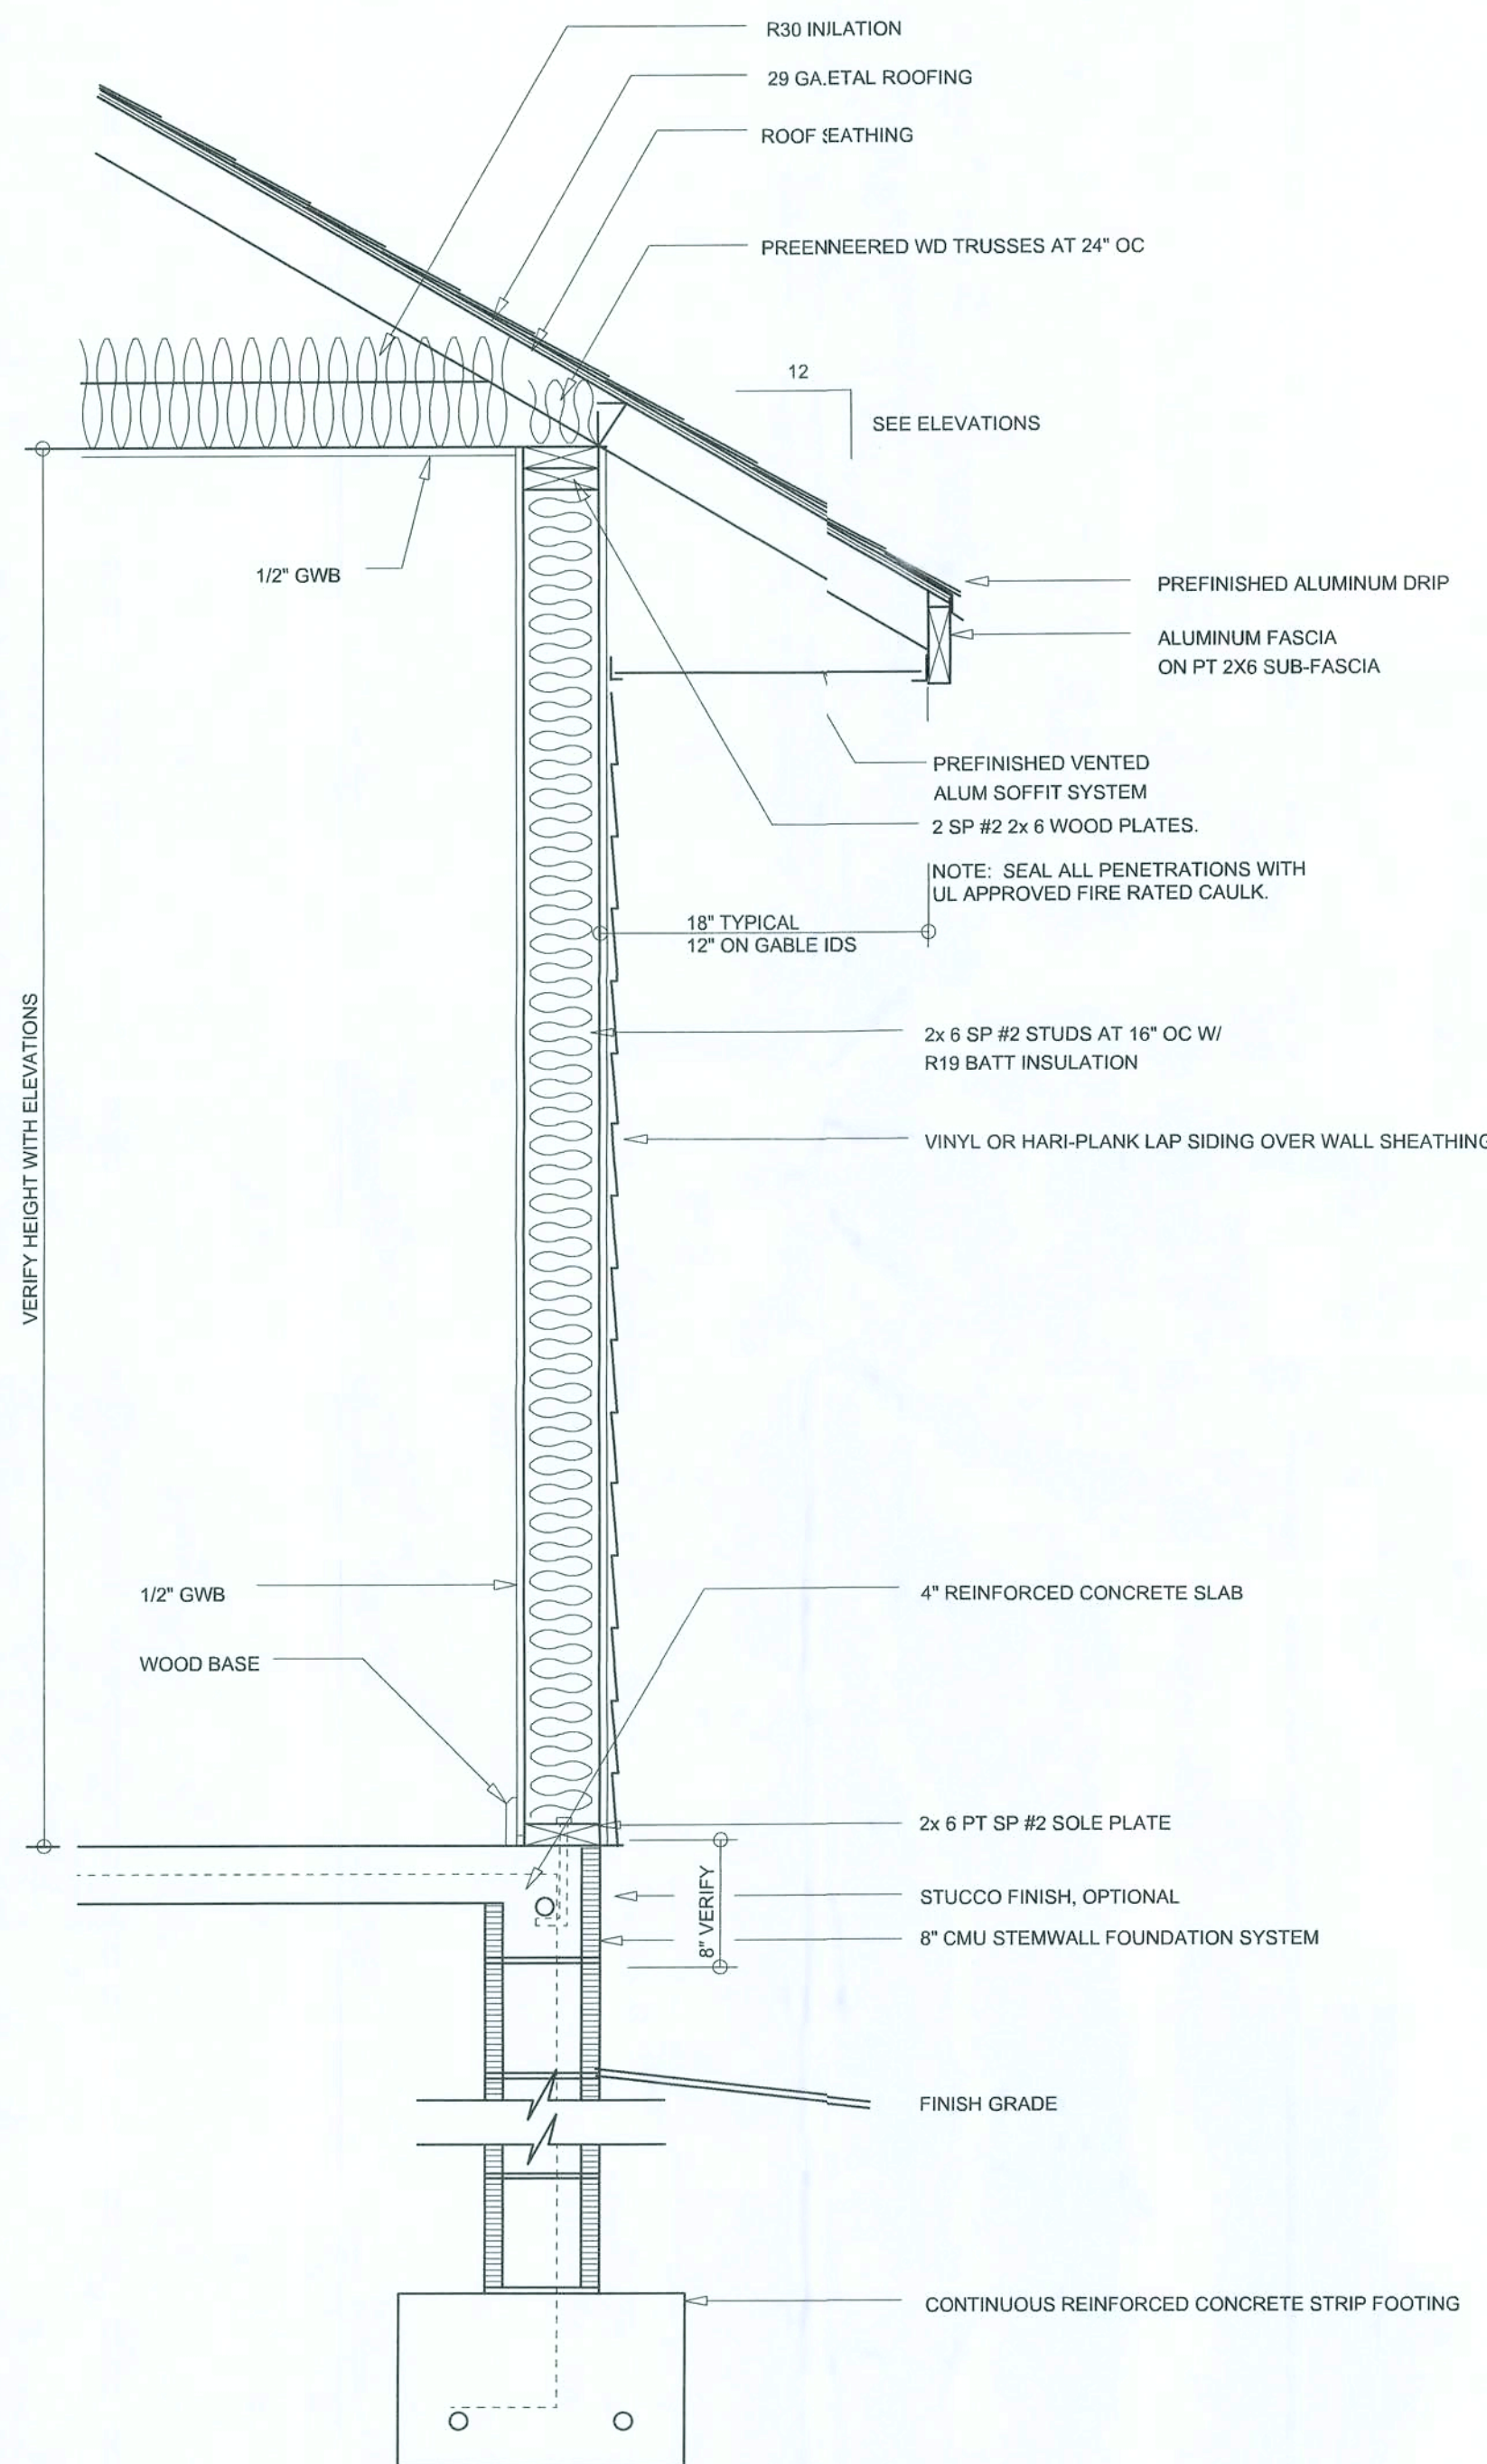 R30 INJLATION
29 GA.ETAL ROOFING
ROOF SEATHING
PREENNEERED WD TRUSSES AT 24" OC
12
SEE ELEVATIONS
1/2" GWB
PREFINISHED ALUMINUM DRIP
ALUMINUM FASCIA
ON PT 2X6 SUB-FASCIA
PREFINISHED VENTED
ALUM SOFFIT SYSTEM
2 SP #2 2x 6 WOOD PLATES.
NOTE: SEAL ALL PENETRATIONS WITH
UL APPROVED FIRE RATED CAULK.
18" TYPICAL
12" ON GABLE IDS
VERIFY HEIGHT WITH ELEVATIONS
2x 6 SP #2 STUDS AT 16" OC W/
R19 BATT INSULATION
VINYL OR HARI-PLANK LAP SIDING OVER WALL SHEATHING
1/2" GWB
4" REINFORCED CONCRETE SLAB
WOOD BASE
2x 6 PT SP #2 SOLE PLATE
8" VERIFY
STUCCO FINISH, OPTIONAL
8" CMU STEMWALL FOUNDATION SYSTEM
FINISH GRADE
CONTINUOUS REINFORCED CONCRETE STRIP FOOTING